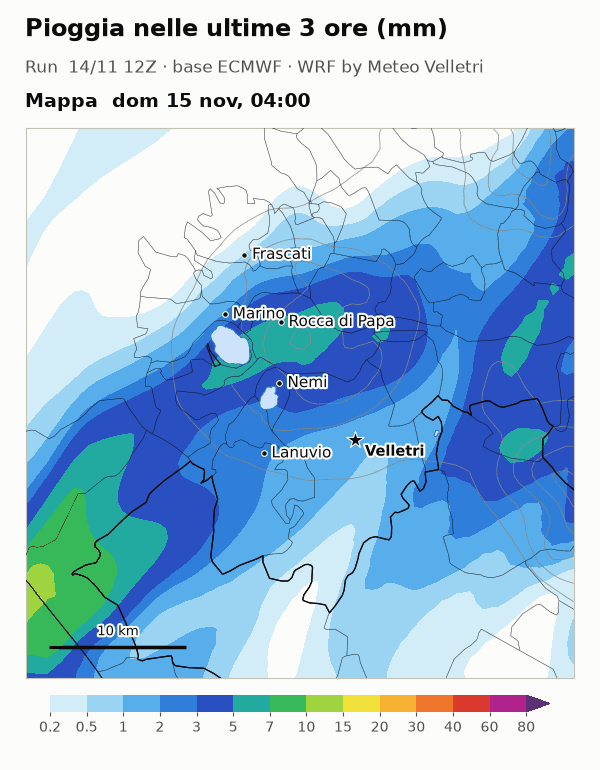 Pioggia nelle ultime 3 ore (mm)
Run 14/11 12Z · base ECMWF · WRF by Meteo Velletri
Mappa dom 15 nov, 04:00
Frascati
Marino
Rocca di Papa
Nemi
Velletri
Lanuvio
10 km
0.2 0.5 1 2 3 5 7 10 15 20 30 40 60 80